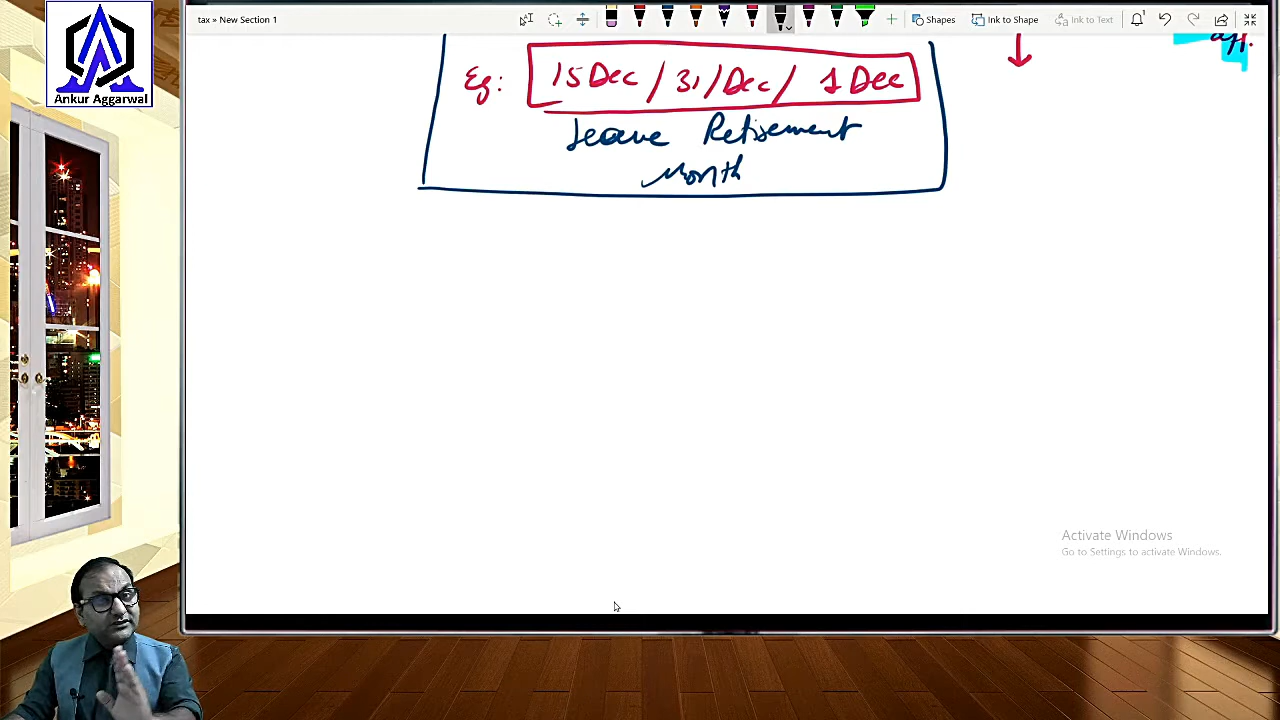 tax » New Section 1
Shapes
Ink to Shape
Ink to Text
Ankur Aggarwal
Eg: 15 Dec / 31/Dec / 1 Dec
Leave Retirement
Month
Activate Windows
Go to Settings to activate Windows.